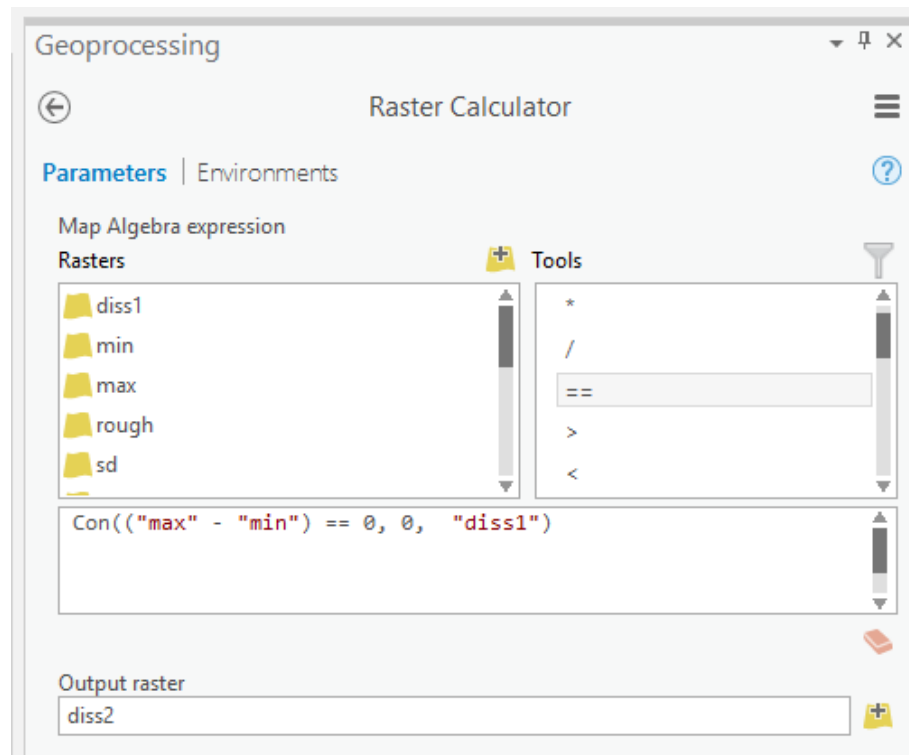 Geoprocessing
Raster Calculator
Parameters | Environments
Map Algebra expression
Rasters
Tools
diss1
min
max
rough
sd
*
/
==
>
<
Con(("max" - "min") == 0, 0,  "diss1")
Output raster
diss2